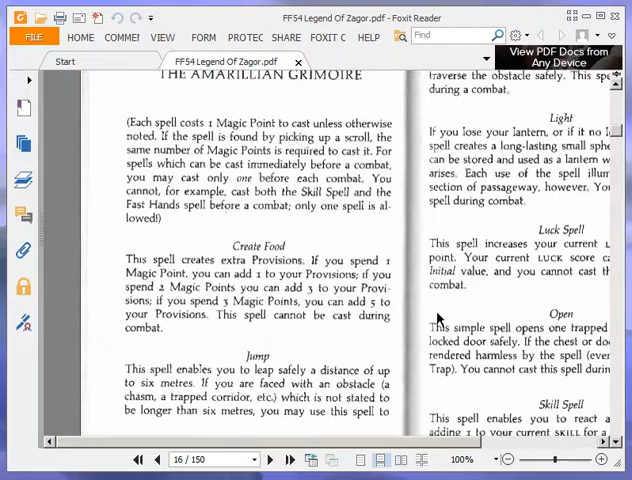 FF54 Legend Of Zagor.pdf - Foxit Reader
FILE HOME COMMEI VIEW FORM PROTEC SHARE FOXIT C HELP Find
View PDF Docs from
Any Device
Start FF54 Legend Of Zagor.pdf
THE AMARILLIAN GRIMOIRE
(Each spell costs 1 Magic Point to cast unless otherwise
noted. If the spell is found by picking up a scroll, the
same number of Magic Points is required to cast it. For
spells which can be cast immediately before a combat,
you may cast only one before each combat. You
cannot, for example, cast both the Skill Spell and the
Fast Hands spell before a combat; only one spell is al-
lowed!)
Create Food
This spell creates extra Provisions. If you spend 1
Magic Point, you can add 1 to your Provisions; if you
spend 2 Magic Points you can add 3 to your Provi-
sions; if you spend 3 Magic Points, you can add 5 to
your Provisions. This spell cannot be cast during
combat.
Jump
This spell enables you to leap safely a distance of up
to six metres. If you are faced with an obstacle (a
chasm, a trapped corridor, etc.) which is not stated to
be longer than six metres, you may use this spell to
traverse the obstacle safely. This spe
during a combat.
Light
If you lose your lantern, or if it no l
spell creates a long-lasting small sphe
can be stored and used as a lantern w
arises. Each use of the spell illum
section of passageway, however. You
spell during combat.
Luck Spell
This spell increases your current L
point. Your current LUCK score ca
Initial value, and you cannot cast th
combat.
Open
This simple spell opens one trapped
locked door safely. If the chest or doo
rendered harmless by the spell (ever
Trap). You cannot cast this spell durin
Skill Spell
This spell enables you to react a
adding 1 to your current SKILL for a
16 / 150 100%